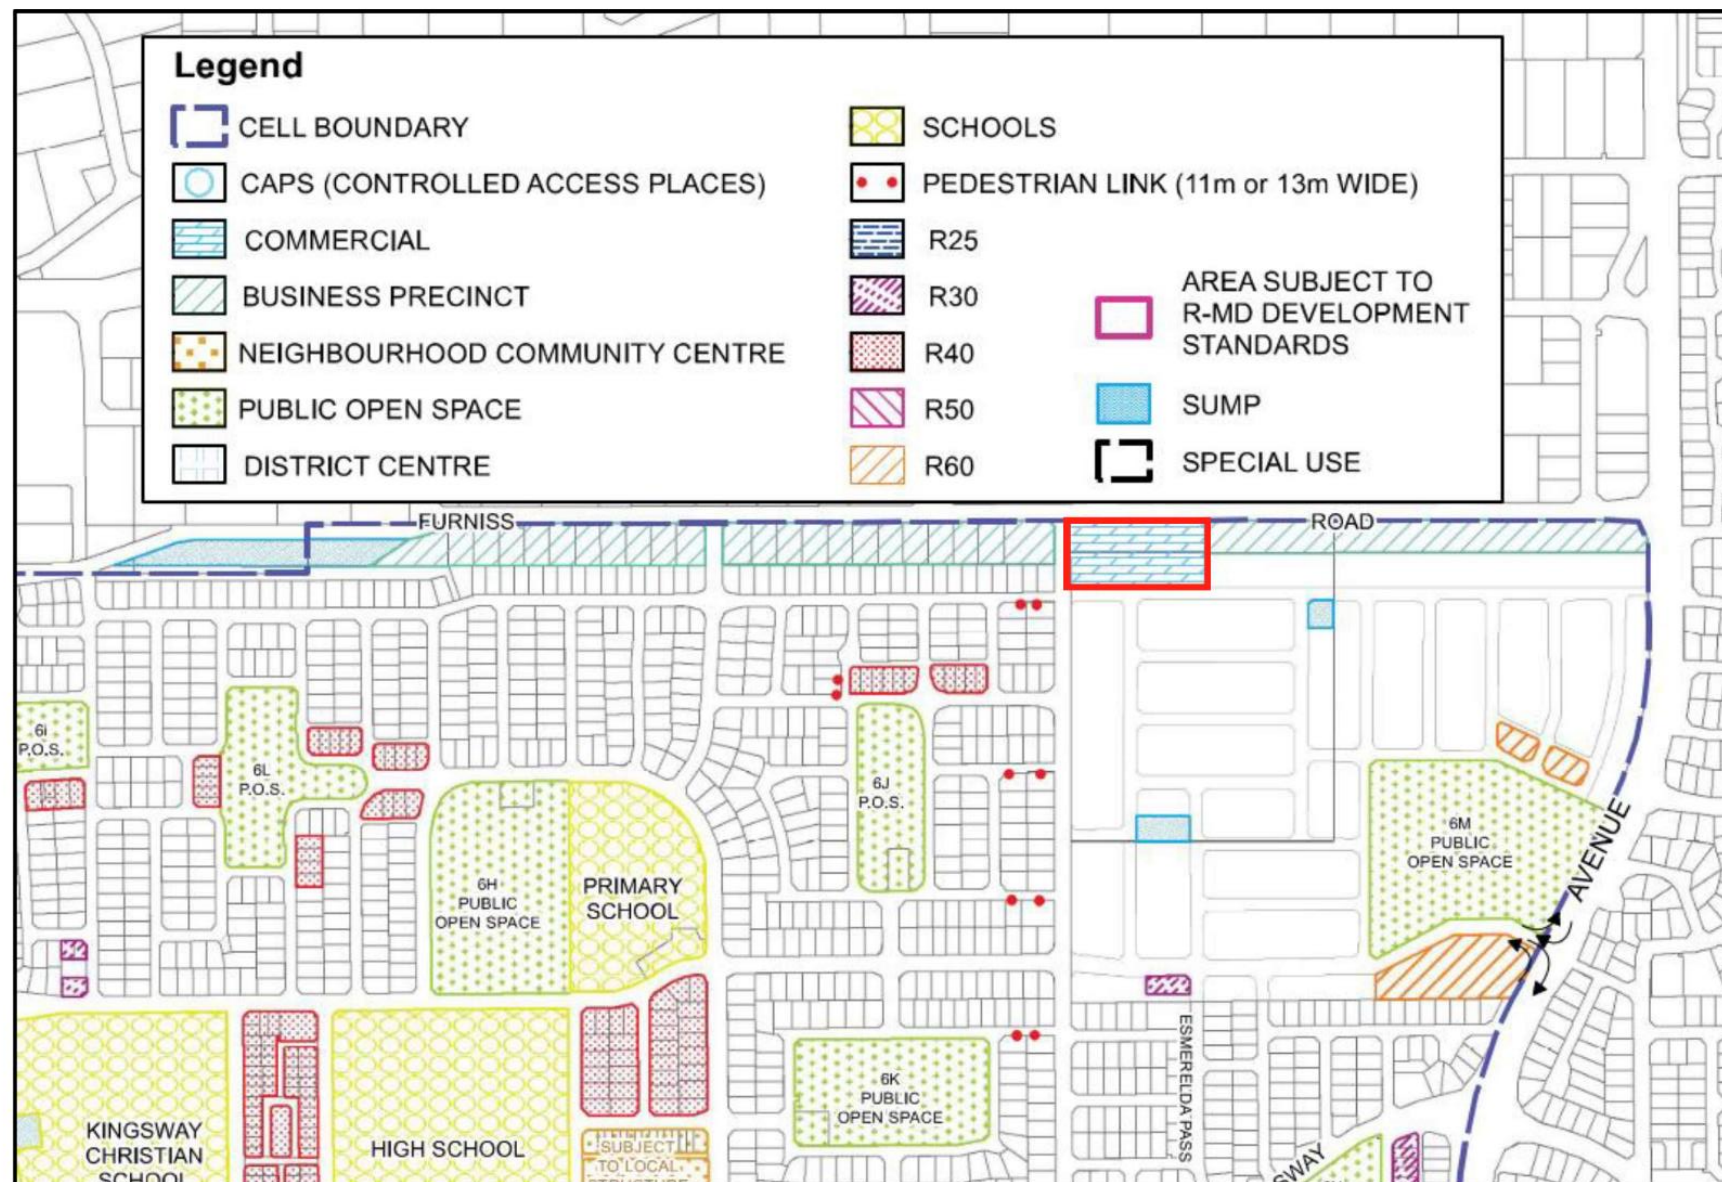 Legend
CELL BOUNDARY
CAPS (CONTROLLED ACCESS PLACES)
COMMERCIAL
BUSINESS PRECINCT
NEIGHBOURHOOD COMMUNITY CENTRE
PUBLIC OPEN SPACE
DISTRICT CENTRE
SCHOOLS
PEDESTRIAN LINK (11m or 13m WIDE)
R25
R30
R40
R50
R60
AREA SUBJECT TO
R-MD DEVELOPMENT
STANDARDS
SUMP
SPECIAL USE
FURNISS ROAD
6i
P.O.S.
6L
P.O.S.
6J
P.O.S.
6H
PUBLIC
OPEN SPACE
PRIMARY
SCHOOL
6M
PUBLIC
OPEN SPACE
AVENUE
6K
PUBLIC
OPEN SPACE
ESMERELDA PASS
KINGSWAY
CHRISTIAN
SCHOOL
HIGH SCHOOL
SUBJECT
TO LOCAL
STRUCTURE
SWAY